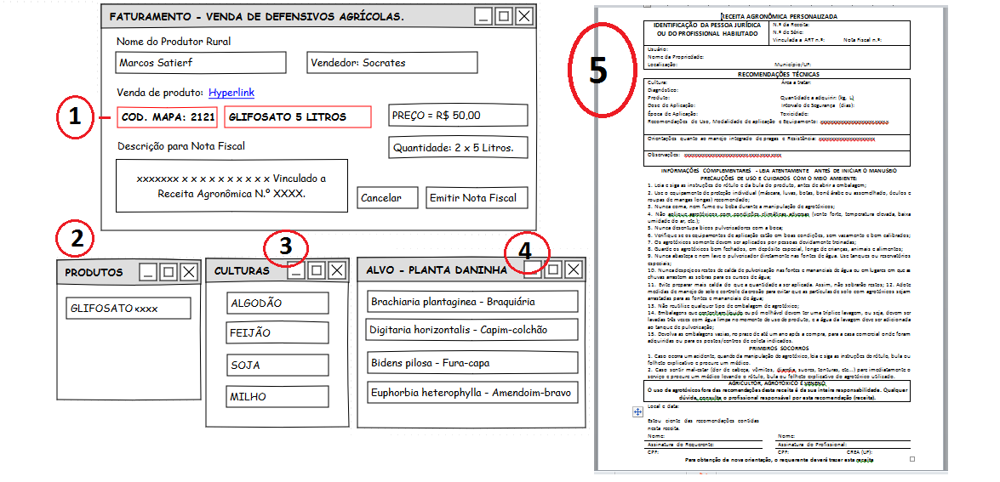 FATURAMENTO - VENDA DE DEFENSIVOS AGRÍCOLAS.
Nome do Produtor Rural
Marcos Satierf
Vendedor: Socrates
Venda de produto: Hyperlink
1
COD. MAPA: 2121
GLIFOSATO 5 LITROS
PREÇO = R$ 50,00
Descrição para Nota Fiscal
Quantidade: 2 x 5 Litros.
xxxxxxx x x x x x x x x x x Vinculado a
Receita Agronômica N.º XXXX.
Cancelar
Emitir Nota Fiscal
2
PRODUTOS
GLIFOSATO xxxx
3
CULTURAS
ALGODÃO
FEIJÃO
SOJA
MILHO
4
ALVO - PLANTA DANINHA
Brachiaria plantaginea - Braquiária
Digitaria horizontalis - Capim-colchão
Bidens pilosa - Fura-capa
Euphorbia heterophylla - Amendoim-bravo
5
RECEITA AGRONÔMICA PERSONALIZADA
IDENTIFICAÇÃO DA PESSOA JURÍDICA
OU DO PROFISSIONAL HABILITADO
N.º da Receita:
N.º de Série:
Vinculada a ART n.º: Nota Fiscal n.º:
Usuário:
Nome da Propriedade:
Localização: Município/UF:
RECOMENDAÇÕES TÉCNICAS
Cultura: Área a tratar:
Diagnóstico:
Produto: Quantidade a adquirir: (kg, L)
Dose de Aplicação: Intervalo de Segurança (dias):
Época de Aplicação: Toxicidade:
Recomendações de Uso, Modalidade de aplicação e Equipamento:
Orientações quanto ao manejo integrado de pragas e Resistência:
Observações:
INFORMAÇÕES COMPLEMENTARES - LEIA ATENTAMENTE ANTES DE INICIAR O MANUSEIO
PRECAUÇÕES DE USO E CUIDADOS COM O MEIO AMBIENTE:
1. Leia e siga as instruções do rótulo e da bula do produto, antes de abrir a embalagem;
2. Use o equipamento de proteção individual (máscara, luvas, botas, boné árabe ou assemelhado, óculos e
roupas de mangas longas) recomendado;
3. Nunca coma, nem fume ou beba durante a manipulação de agrotóxicos;
4. Não aplique agrotóxicos com condições climáticas adversas (vento forte, temperatura elevada, baixa
umidade do ar, etc.);
5. Nunca desentupa bicos pulverizadores com a boca;
6. Verifique se os equipamentos de aplicação estão em boas condições, sem vazamento e bem calibrados;
7. Os agrotóxicos somente devem ser aplicados por pessoas devidamente treinadas;
8. Guarde os agrotóxicos bem fechados, em depósito especial, longe de crianças, animais e alimentos;
9. Nunca abasteça e nem lave o pulverizador diretamente nas fontes de água. Use tanques ou reservatórios
especiais;
10. Nunca despeje os restos de calda de pulverização nas fontes e mananciais de água ou em lugares em que as
chuvas arrastem as sobras para os cursos de água;
11. Evite preparar mais calda do que a quantidade a ser aplicada. Assim, não sobrarão restos; 12. Adote
medidas de manejo do solo e controle da erosão para evitar que as partículas de solo com agrotóxicos sejam
arrastadas para as fontes e mananciais de água;
13. Não reutilize qualquer tipo de embalagem de agrotóxico;
14. Embalagens que contenham líquido ou pó molhável devem ter uma tríplice lavagem, ou seja, devem ser
lavadas três vezes com água limpa no momento do uso do produto, e a água da lavagem deve ser adicionada
ao tanque de pulverização;
15. Devolva as embalagens vazias, no prazo de até um ano após a compra, para a casa comercial onde foram
adquiridas ou para os postos/centros de coleta indicados.
PRIMEIROS SOCORROS
1. Caso ocorra um acidente, quando da manipulação do agrotóxico, leia e siga as instruções do rótulo, bula ou
folheto explicativo e procure um médico.
2. Caso sentir mal-estar (dor de cabeça, vômitos, diarréia, suores, tonturas, etc...) pare imediatamente o
serviço e procure um médico levando o rótulo, bula ou folheto explicativo do agrotóxico utilizado.
AGRICULTOR, AGROTÓXICO É VENENO
O uso de agrotóxicos fora das recomendações desta receita é da sua inteira responsabilidade. Qualquer
dúvida, consulte o profissional responsável por esta recomendação (receita).
Local e data:
Estou ciente das recomendações contidas
nesta receita.
Nome: Nome:
Assinatura do Requerente: Assinatura do Profissional:
CPF: CPF: CREA (UF):
Para obtenção de nova orientação, o requerente deverá trazer esta receita